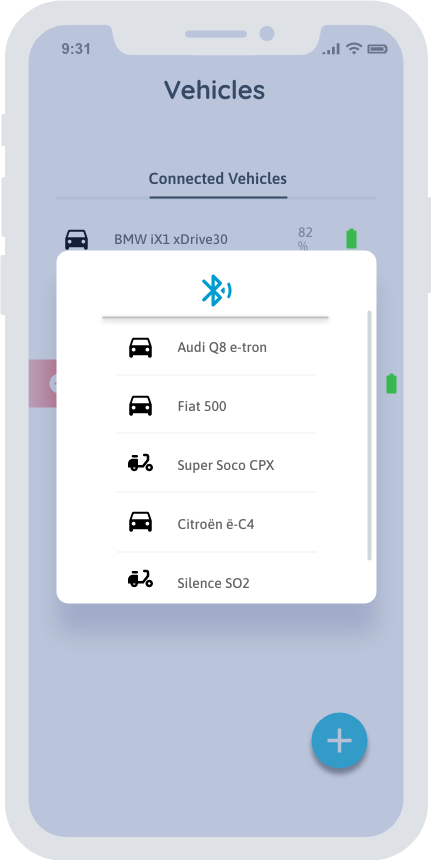 9:31
Vehicles
Connected Vehicles
BMW iX1 xDrive30
82
%
Audi Q8 e-tron
Fiat 500
Super Soco CPX
Citroën ë-C4
Silence SO2